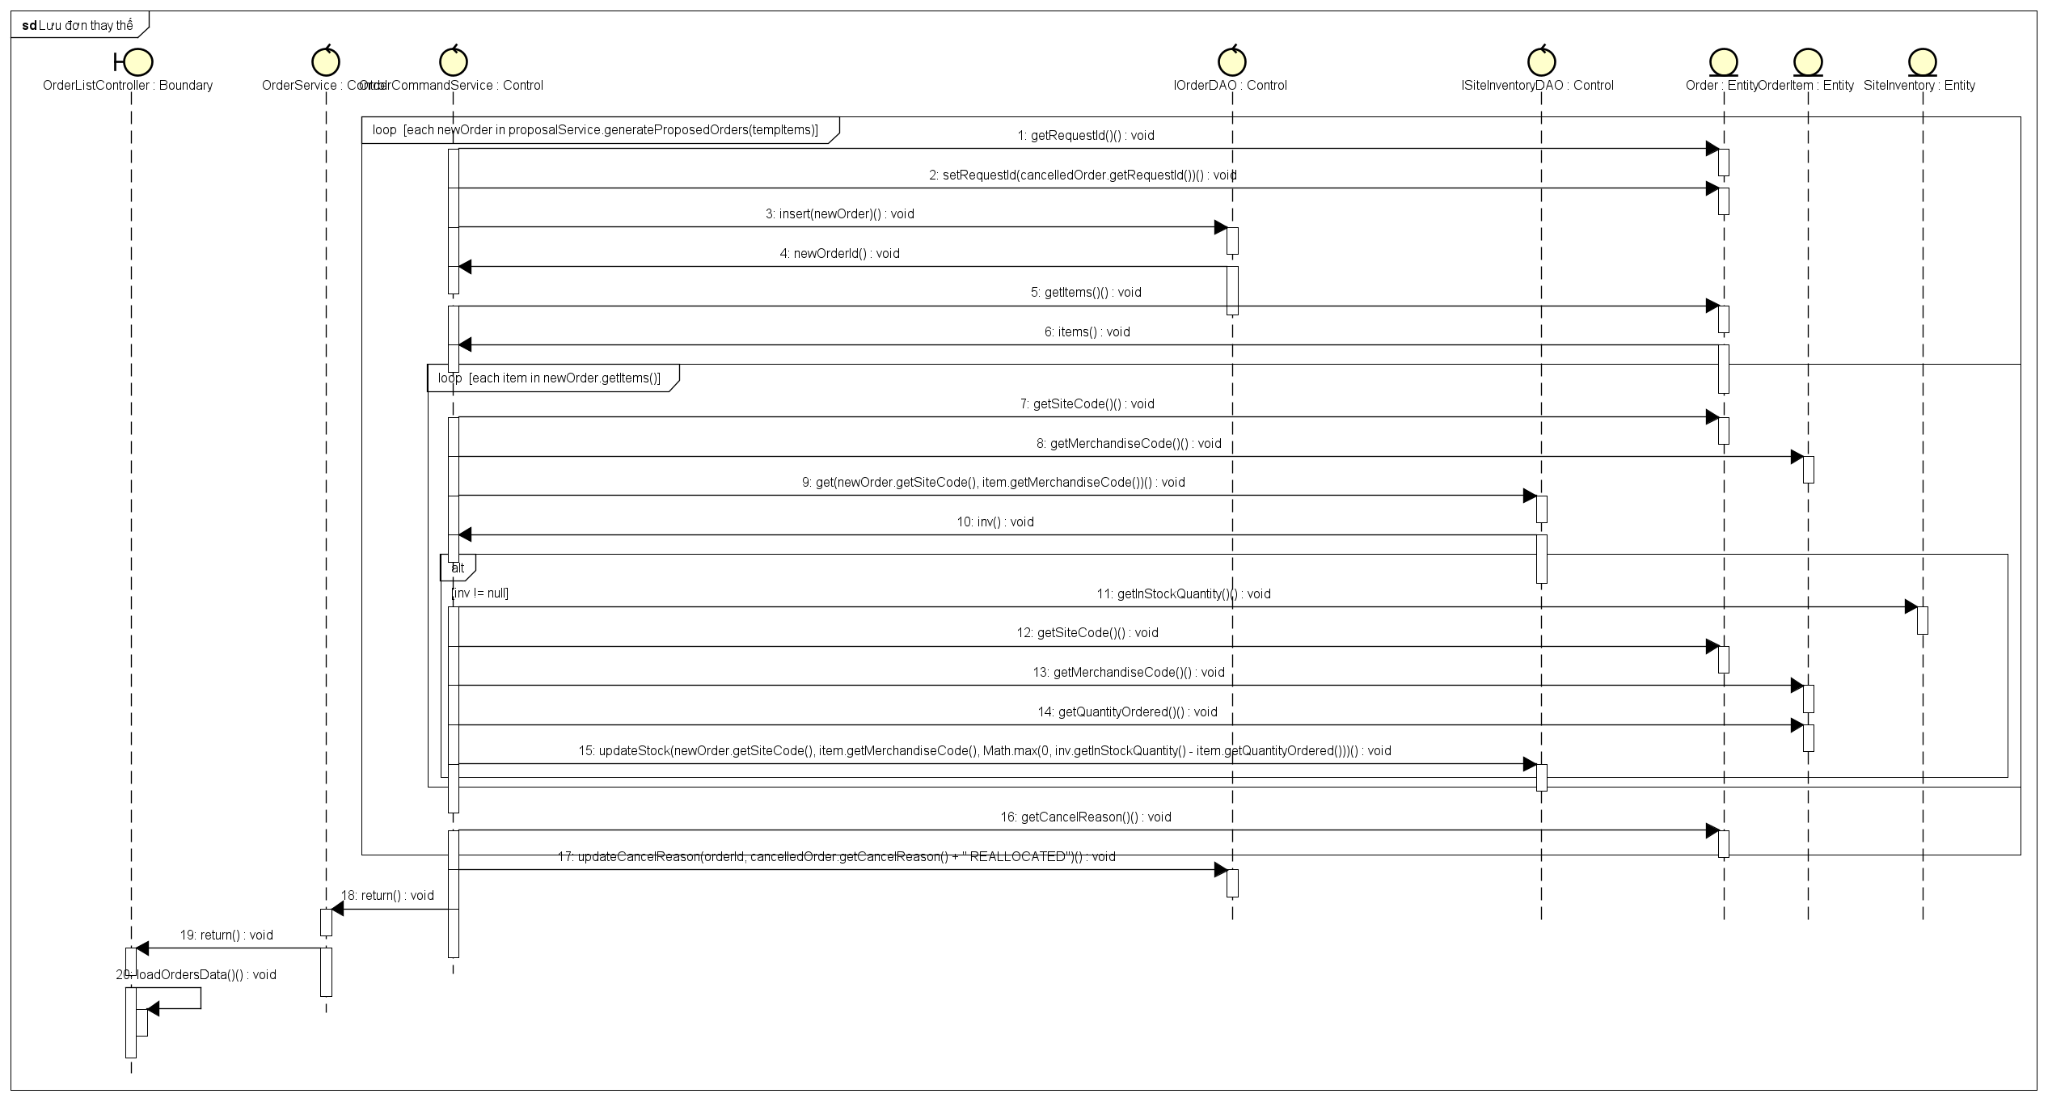 sd Lưu đơn thay thế
OrderListController : Boundary
OrderService : Control
OrderCommandService : Control
IOrderDAO : Control
ISiteInventoryDAO : Control
Order : Entity
OrderItem : Entity
SiteInventory : Entity
loop [each newOrder in proposalService.generateProposedOrders(tempItems)]
1: getRequestId()() : void
2: setRequestId(cancelledOrder.getRequestId())() : void
3: insert(newOrder)() : void
4: newOrderId() : void
5: getItems()() : void
6: items() : void
loop [each item in newOrder.getItems()]
7: getSiteCode()() : void
8: getMerchandiseCode()() : void
9: get(newOrder.getSiteCode(), item.getMerchandiseCode())() : void
10: inv() : void
alt
[inv != null]
11: getInStockQuantity()() : void
12: getSiteCode()() : void
13: getMerchandiseCode()() : void
14: getQuantityOrdered()() : void
15: updateStock(newOrder.getSiteCode(), item.getMerchandiseCode(), Math.max(0, inv.getInStockQuantity() - item.getQuantityOrdered()))() : void
16: getCancelReason()() : void
17: updateCancelReason(orderId, cancelledOrder.getCancelReason() + " REALLOCATED")() : void
18: return() : void
19: return() : void
20: loadOrdersData()() : void